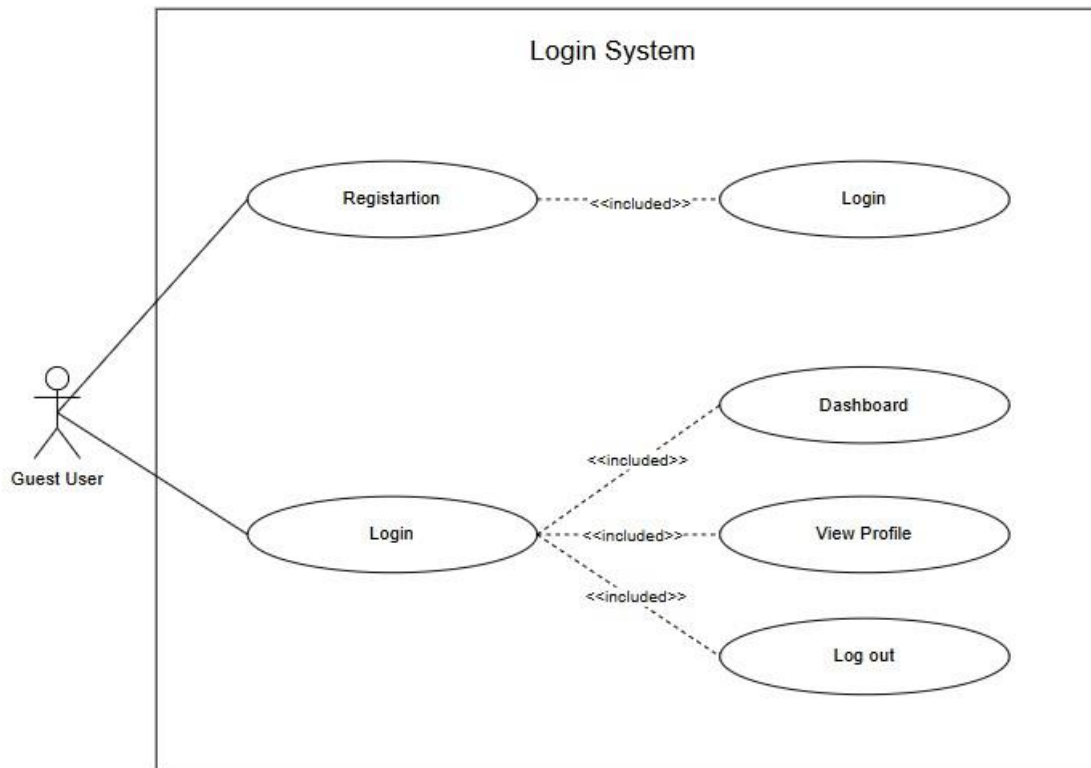 Login System
Registartion
<<included>>
Login
Guest User
Dashboard
<<included>>
Login
<<included>>
View Profile
<<included>>
Log out